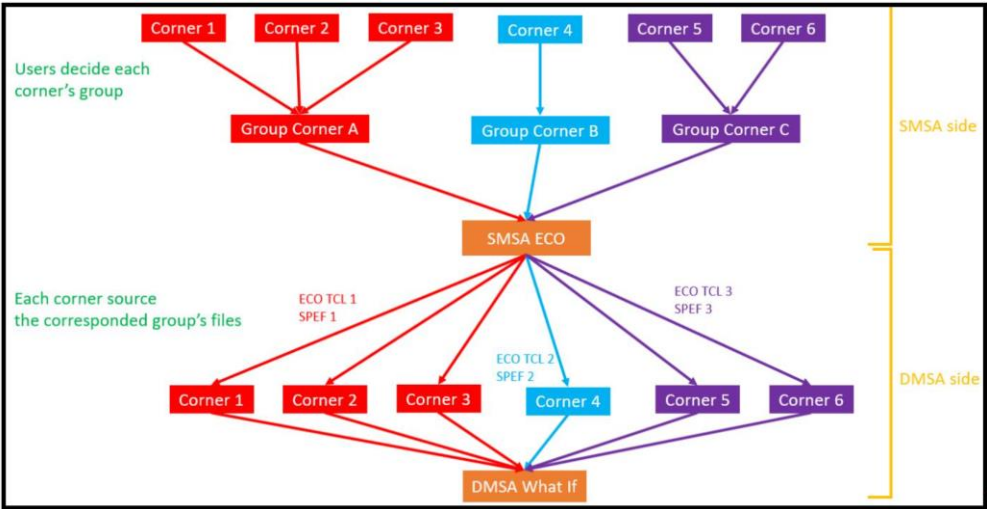 Corner 1
Corner 2
Corner 3
Corner 4
Corner 5
Corner 6
Users decide each
corner's group
Group Corner A
Group Corner B
Group Corner C
SMSA side
SMSA ECO
Each corner source
the corresponded group's files
ECO TCL 1
SPEF 1
ECO TCL 2
SPEF 2
ECO TCL 3
SPEF 3
DMSA side
Corner 1
Corner 2
Corner 3
Corner 4
Corner 5
Corner 6
DMSA What If